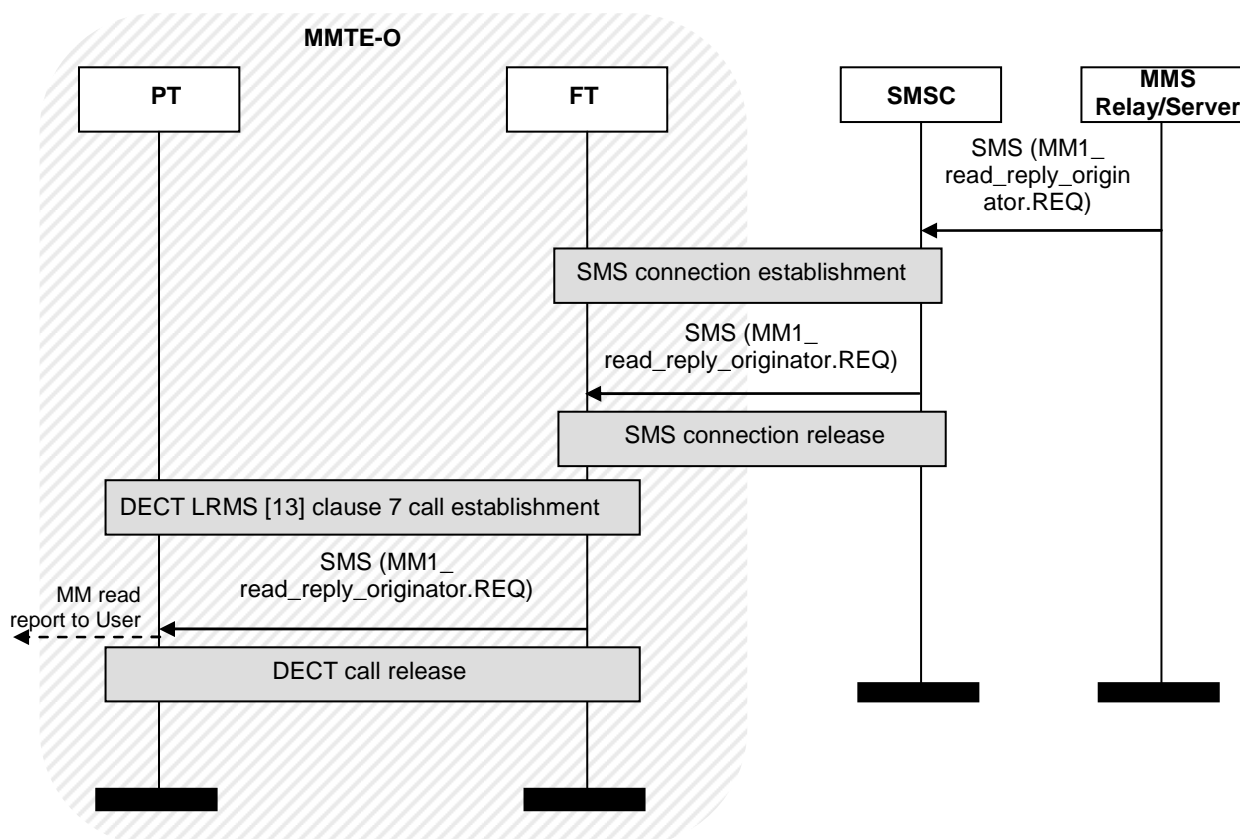 MMTE-O
PT
FT
SMSC
MMS
Relay/Server
SMS (MM1_
read_reply_origin
ator.REQ)
SMS connection establishment
SMS (MM1_
read_reply_originator.REQ)
SMS connection release
DECT LRMS [13] clause 7 call establishment
SMS (MM1_
read_reply_originator.REQ)
MM read
report to User
DECT call release